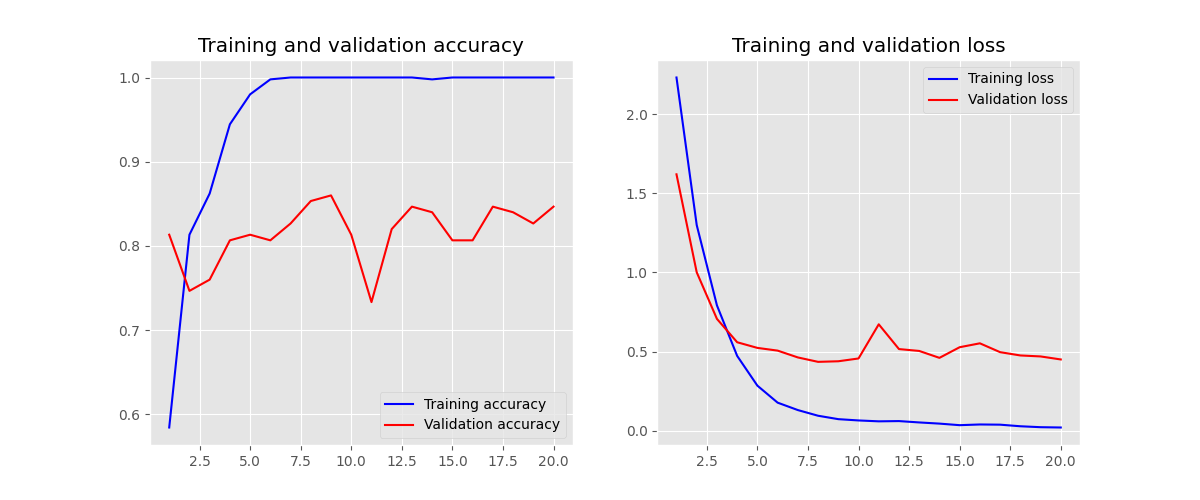 Training and validation accuracy
1.0
0.9
0.8
0.7
0.6
Training accuracy
Validation accuracy
2.5 5.0 7.5 10.0 12.5 15.0 17.5 20.0
Training and validation loss
Training loss
Validation loss
2.0
1.5
1.0
0.5
0.0
2.5 5.0 7.5 10.0 12.5 15.0 17.5 20.0